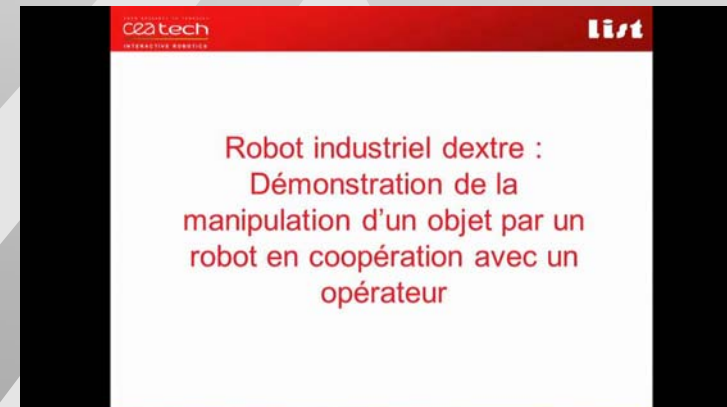 cea tech
INTERACTIVE ROBOTICS
list
Robot industriel dextre :
Démonstration de la
manipulation d'un objet par un
robot en coopération avec un
opérateur